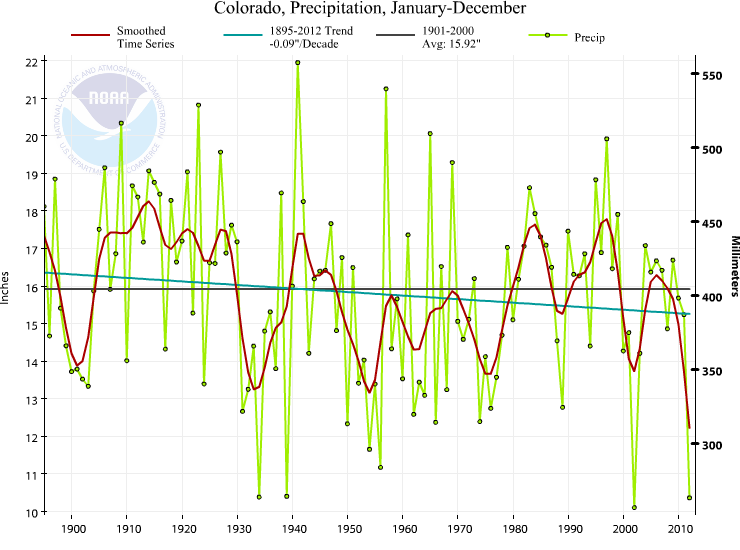 Colorado, Precipitation, January-December
Smoothed
Time Series
1895-2012 Trend
-0.09"/Decade
1901-2000
Avg: 15.92"
Precip
NATIONAL OCEANIC AND ATMOSPHERIC ADMINISTRATION
NOAA
U.S. DEPARTMENT OF COMMERCE
Inches
22
21
20
19
18
17
16
15
14
13
12
11
10
550
500
450
400
350
300
Millimeters
1900 1910 1920 1930 1940 1950 1960 1970 1980 1990 2000 2010